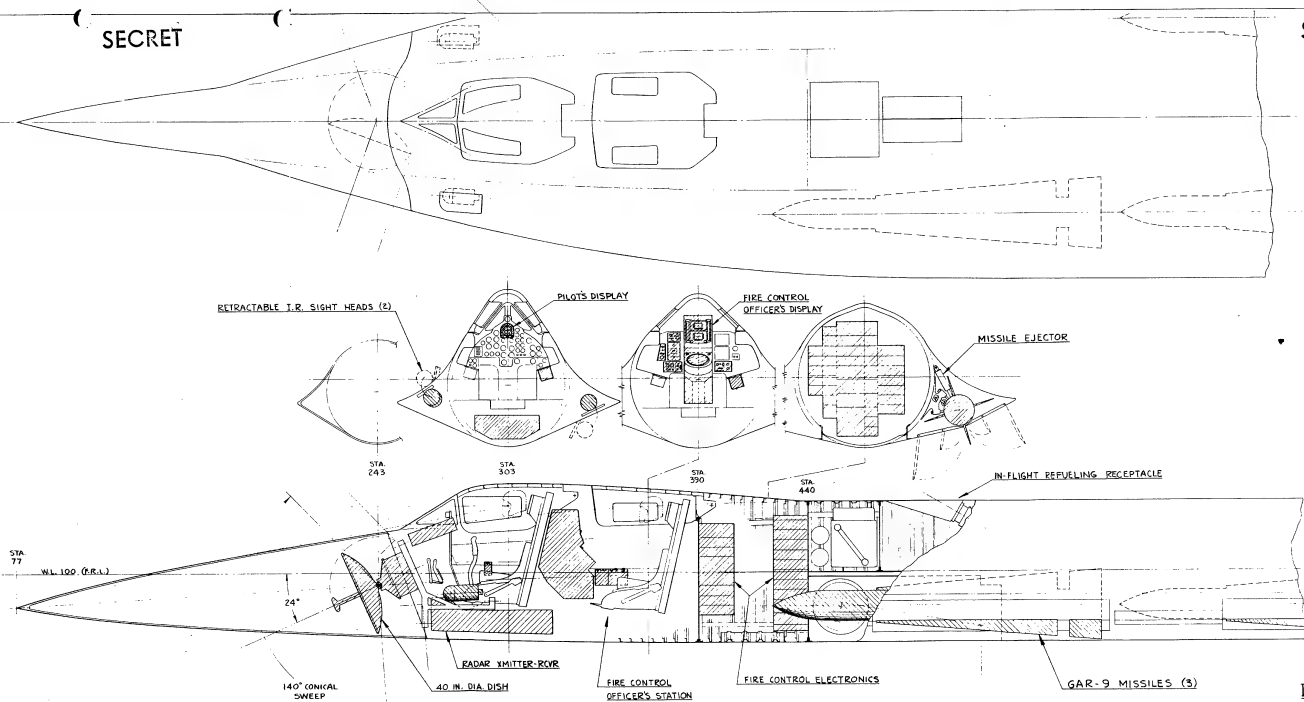 SECRET
RETRACTABLE I.R. SIGHT HEADS (2)
PILOT'S DISPLAY
FIRE CONTROL
OFFICER'S DISPLAY
MISSILE EJECTOR
STA.
243
STA.
303
STA.
390
STA.
440
IN-FLIGHT REFUELING RECEPTACLE
STA.
77
W.L. 100. (F.R.L.)
24°
140° CONICAL
SWEEP
40 IN. DIA. DISH
RADAR XMITTER-RCVR
FIRE CONTROL
OFFICER'S STATION
FIRE CONTROL ELECTRONICS
GAR-9 MISSILES (3)